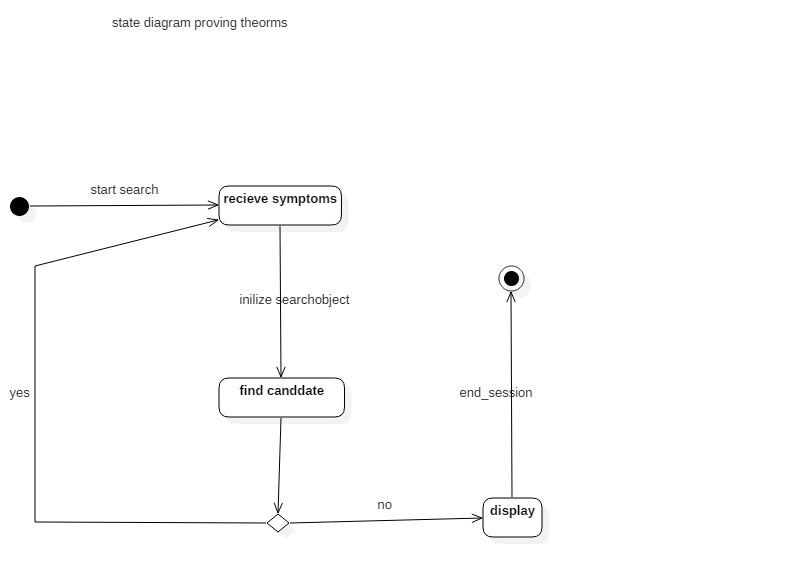 state diagram proving theorms
start search
recieve symptoms
inilize searchobject
find canddate
yes
end_session
no
display